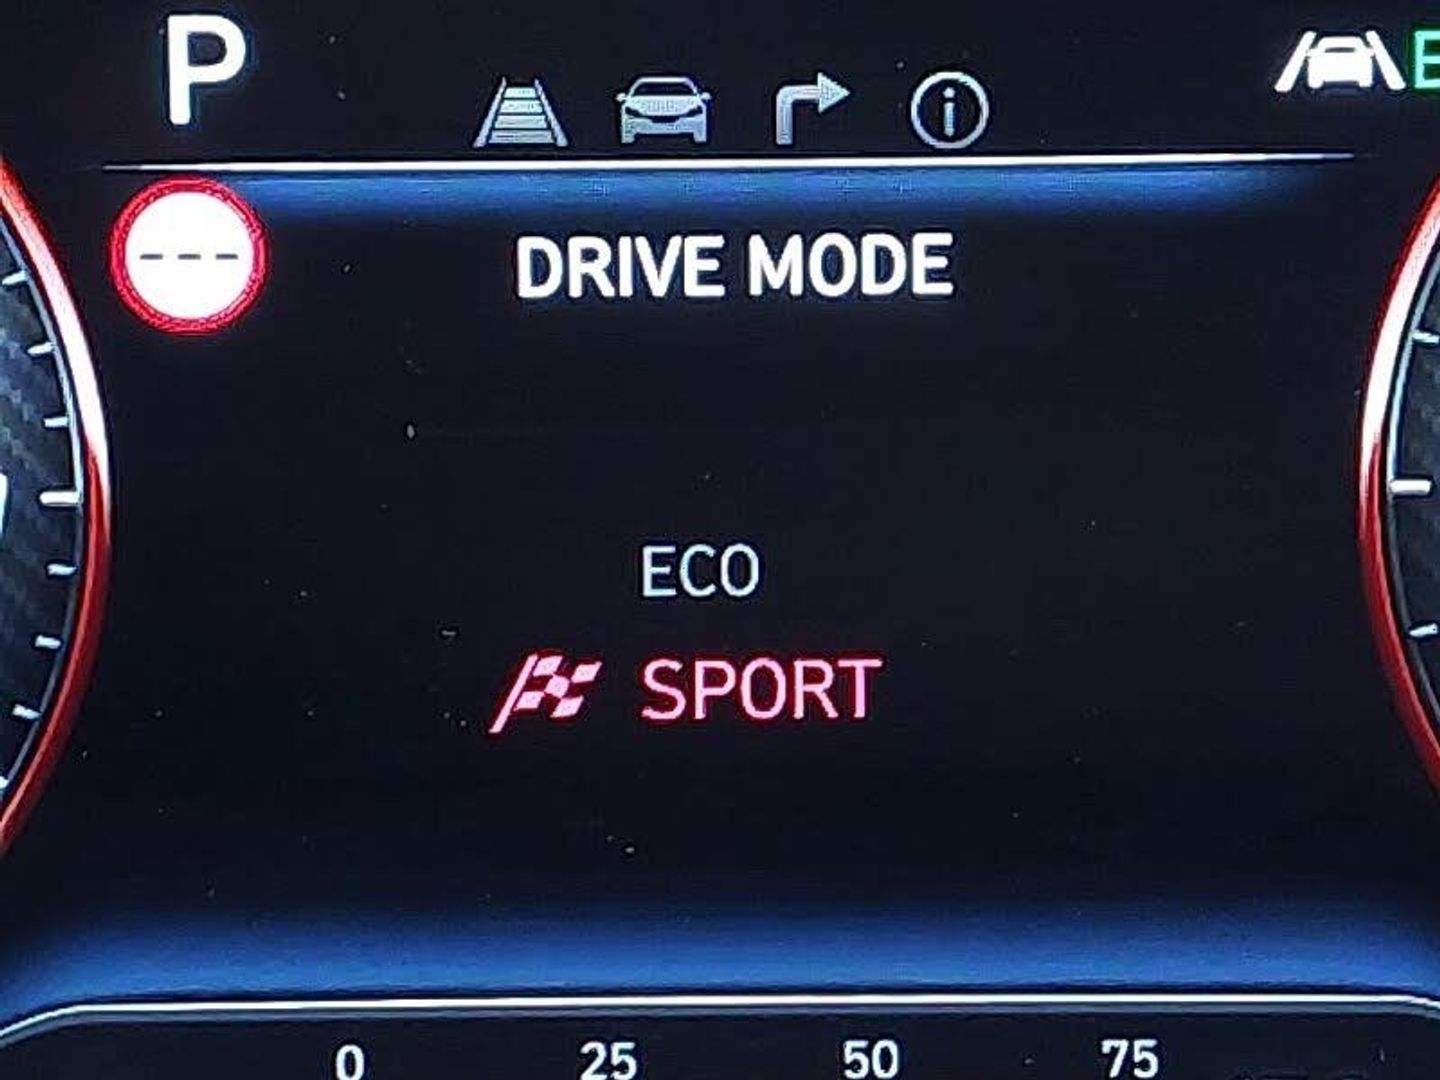 P
i
E
---
DRIVE MODE
ECO
SPORT
0 25 50 75